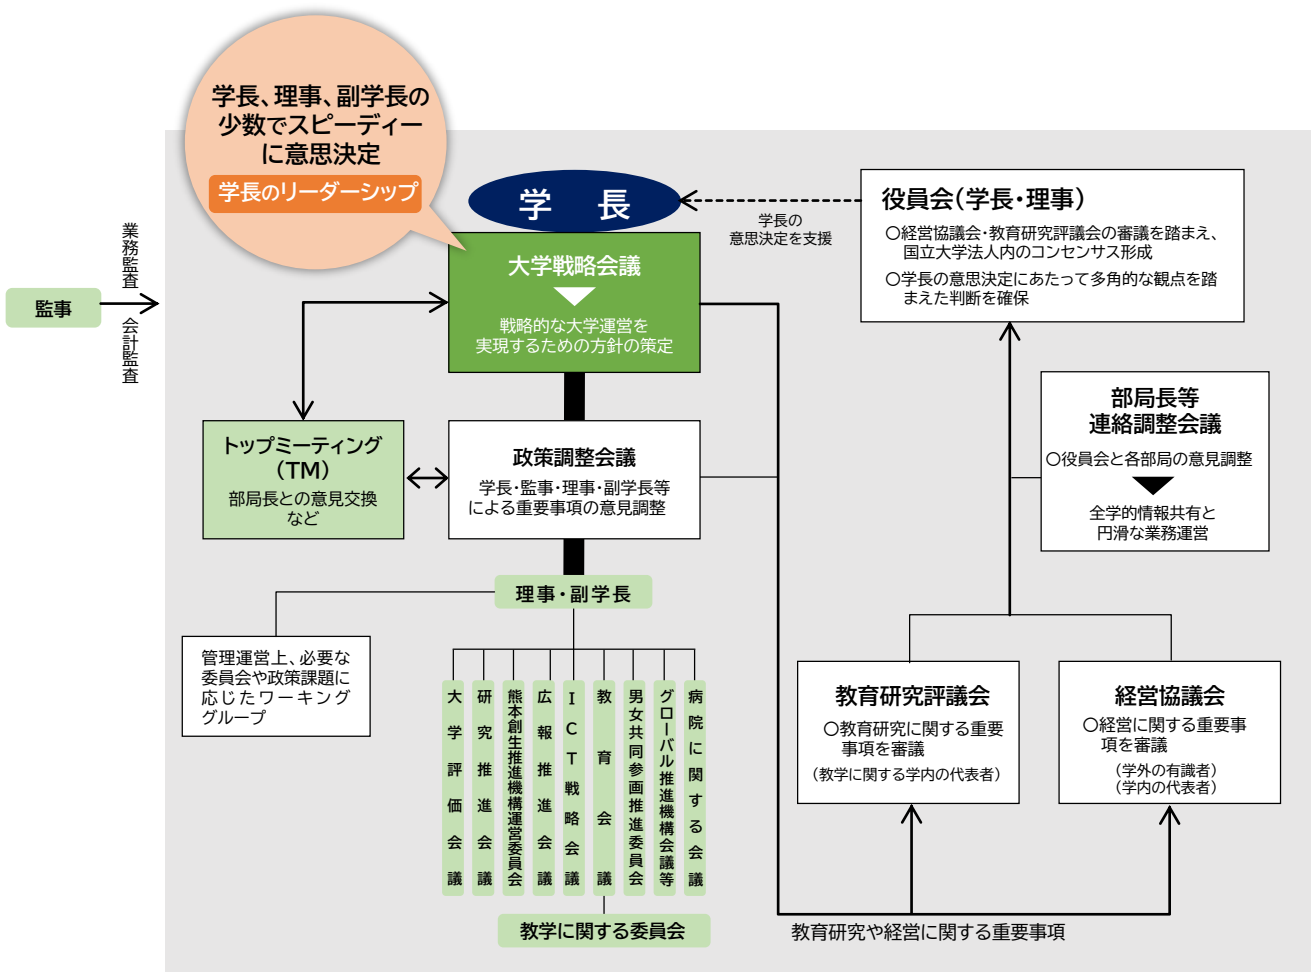 学長、理事、副学長の
少数でスピーディー
に意思決定
学長のリーダーシップ
学　長
学長の
意思決定を支援
役員会(学長・理事)
○経営協議会・教育研究評議会の審議を踏まえ、
国立大学法人内のコンセンサス形成
○学長の意思決定にあたって多角的な観点を踏
まえた判断を確保
業務監査　会計監査
監事
大学戦略会議
戦略的な大学運営を
実現するための方針の策定
部局長等
連絡調整会議
○役員会と各部局の意見調整
全学的情報共有と
円滑な業務運営
トップミーティング
(TM)
部局長との意見交換
など
政策調整会議
学長・監事・理事・副学長等
による重要事項の意見調整
理事・副学長
管理運営上、必要な
委員会や政策課題に
応じたワーキング
グループ
大学評価会議
研究推進会議
熊本創生推進機構運営委員会
広報推進会議
ICT戦略会議
教育会議
男女共同参画推進委員会
グローバル推進機構会議等
病院に関する会議
教学に関する委員会
教育研究評議会
○教育研究に関する重要
事項を審議
(教学に関する学内の代表者)
経営協議会
○経営に関する重要事
項を審議
(学外の有識者)
(学内の代表者)
教育研究や経営に関する重要事項